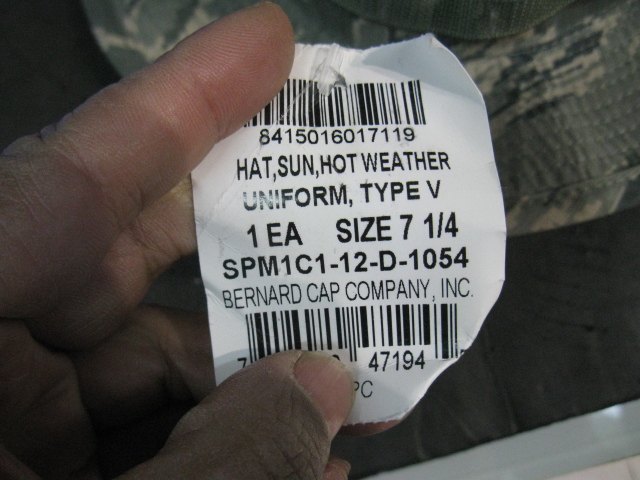 8415016017119
HAT,SUN,HOT WEATHER
UNIFORM, TYPE V
1 EA SIZE 7 1/4
SPM1C1-12-D-1054
BERNARD CAP COMPANY, INC.
47194